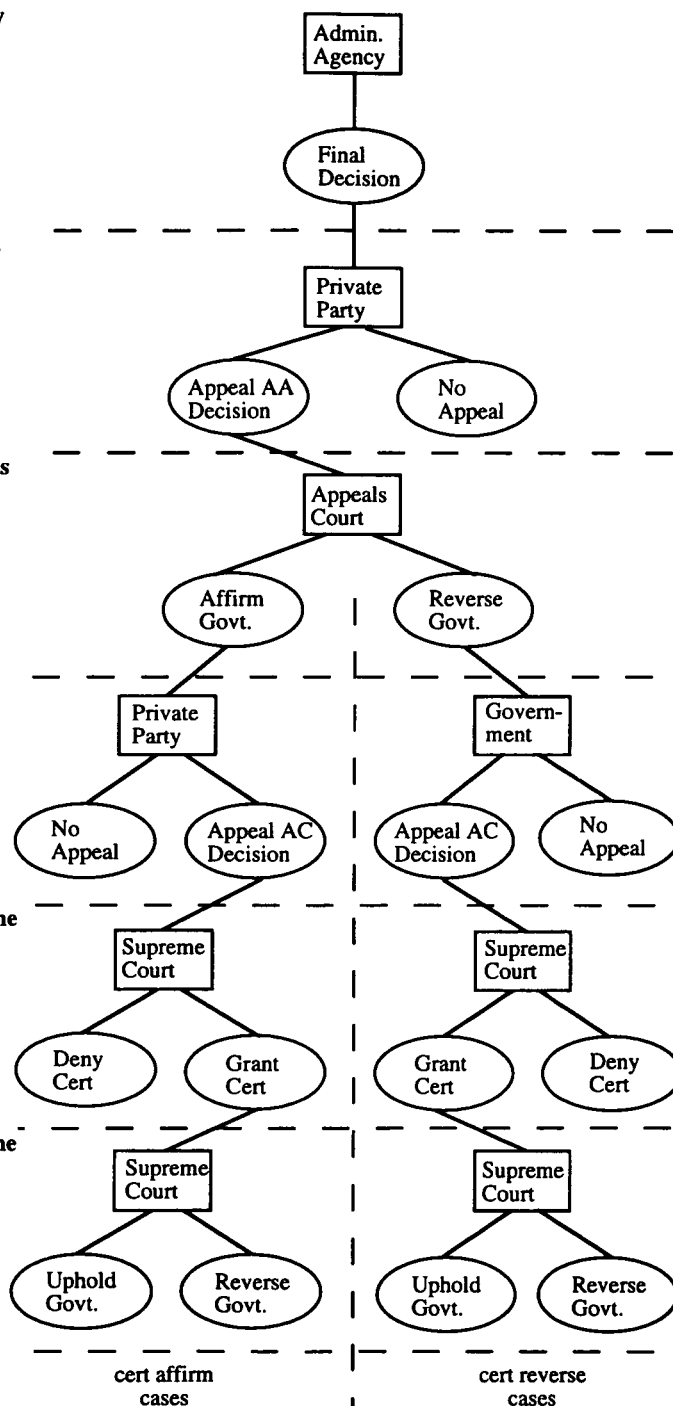 Admin.
Agency
Final
Decision
Private
Party
Appeal AA
Decision
No
Appeal
Appeals
Court
Affirm
Govt.
Reverse
Govt.
Private
Party
Govern-
ment
No
Appeal
Appeal AC
Decision
Appeal AC
Decision
No
Appeal
Supreme
Court
Supreme
Court
Deny
Cert
Grant
Cert
Grant
Cert
Deny
Cert
Supreme
Court
Supreme
Court
Uphold
Govt.
Reverse
Govt.
Uphold
Govt.
Reverse
Govt.
cert affirm
cases
cert reverse
cases